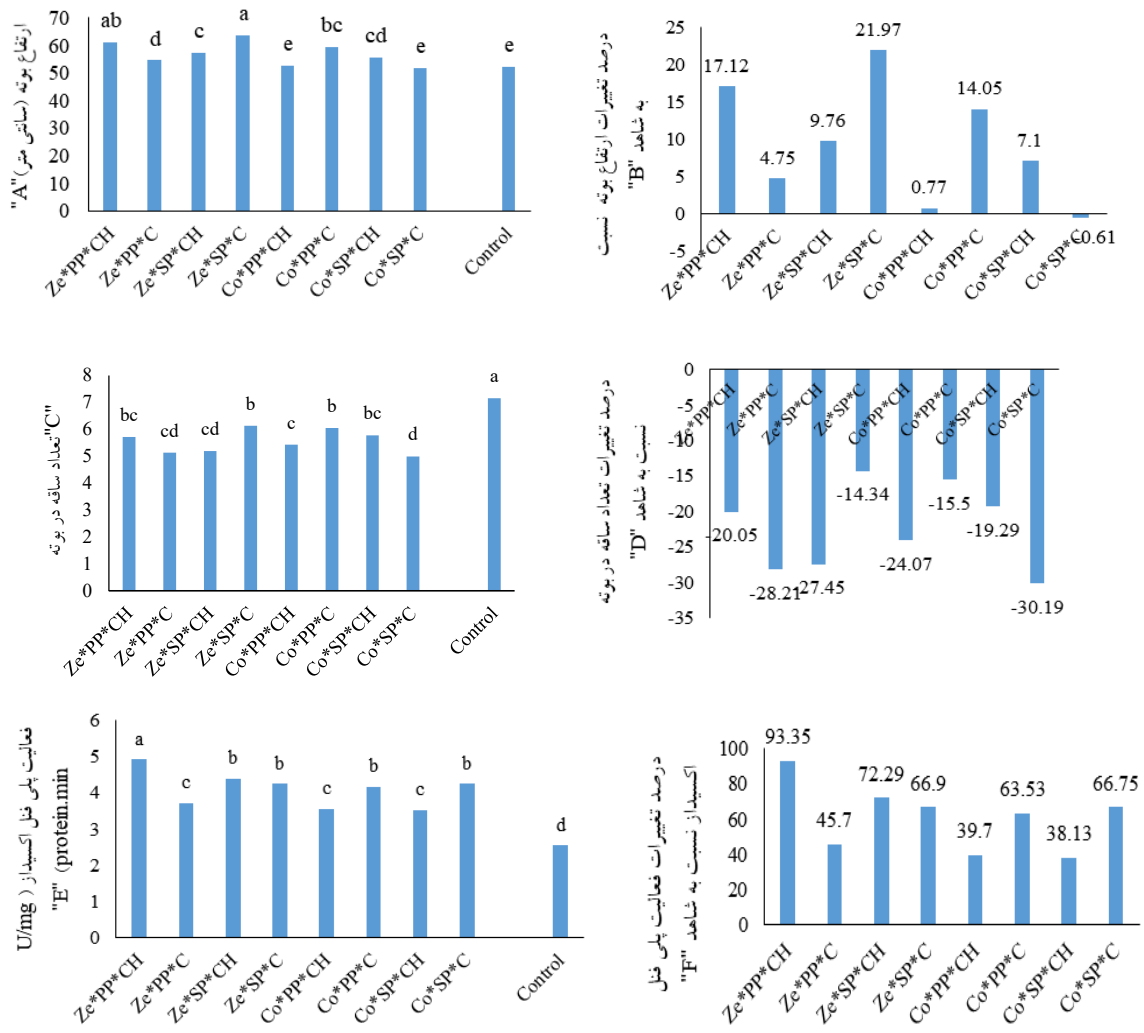 ارتفاع بوته (سانتی متر)"A"
70
60
50
40
30
20
10
0
ab
d
c
a
e
bc
cd
e
e
Ze*PP*CH
Ze*PP*C
Ze*SP*CH
Ze*SP*C
Co*PP*CH
Co*PP*C
Co*SP*CH
Co*SP*C
Control
درصد تغییرات ارتفاع بوته نسبت
به شاهد "B"
25
20
15
10
5
0
-5
17.12
4.75
9.76
21.97
0.77
14.05
7.1
-0.61
Ze*PP*CH
Ze*PP*C
Ze*SP*CH
Ze*SP*C
Co*PP*CH
Co*PP*C
Co*SP*CH
Co*SP*C
تعداد ساقه در بوته"C"
8
7
6
5
4
3
2
1
0
bc
cd
cd
b
c
b
bc
d
a
Ze*PP*CH
Ze*PP*C
Ze*SP*CH
Ze*SP*C
Co*PP*CH
Co*PP*C
Co*SP*CH
Co*SP*C
Control
درصد تغییرات تعداد ساقه در بوته
نسبت به شاهد "D"
0
-5
-10
-15
-20
-25
-30
-35
Ze*PP*CH
Ze*PP*C
Ze*SP*CH
Ze*SP*C
Co*PP*CH
Co*PP*C
Co*SP*CH
Co*SP*C
-20.05
-28.21
-27.45
-14.34
-24.07
-15.5
-19.29
-30.19
فعالیت پلی فنل اکسیداز ( U/mg
"E" (protein.min
6
5
4
3
2
1
0
a
c
b
b
c
b
c
b
d
Ze*PP*CH
Ze*PP*C
Ze*SP*CH
Ze*SP*C
Co*PP*CH
Co*PP*C
Co*SP*CH
Co*SP*C
Control
درصد تغییرات فعالیت پلی فنل
اکسیداز نسبت به شاهد "F"
100
80
60
40
20
0
93.35
45.7
72.29
66.9
39.7
63.53
38.13
66.75
Ze*PP*CH
Ze*PP*C
Ze*SP*CH
Ze*SP*C
Co*PP*CH
Co*PP*C
Co*SP*CH
Co*SP*C